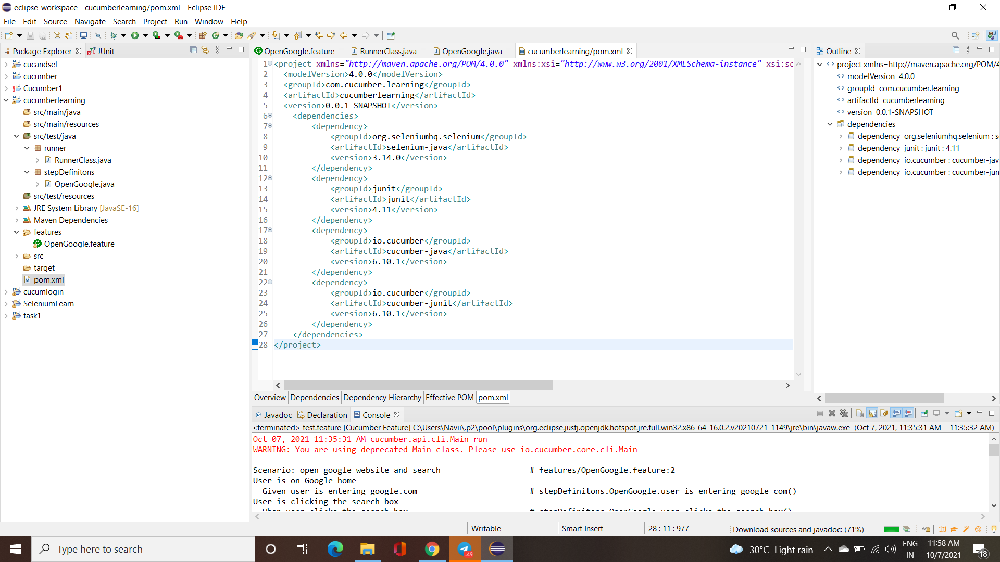 eclipse-workspace - cucumberlearning/pom.xml - Eclipse IDE
File Edit Source Navigate Search Project Run Window Help
Package Explorer JUnit
cucandsel
cucumber
Cucumber1
cucumberlearning
src/main/java
src/main/resources
src/test/java
runner
RunnerClass.java
stepDefinitons
OpenGoogle.java
src/test/resources
JRE System Library [JavaSE-16]
Maven Dependencies
features
OpenGoogle.feature
src
target
pom.xml
cucumlogin
SeleniumLearn
task1
OpenGoogle.feature RunnerClass.java OpenGoogle.java cucumberlearning/pom.xml
1 <project xmlns="http://maven.apache.org/POM/4.0.0" xmlns:xsi="http://www.w3.org/2001/XMLSchema-instance" xsi:sc
2 <modelVersion>4.0.0</modelVersion>
3 <groupId>com.cucumber.learning</groupId>
4 <artifactId>cucumberlearning</artifactId>
5 <version>0.0.1-SNAPSHOT</version>
6 <dependencies>
7 <dependency>
8 <groupId>org.seleniumhq.selenium</groupId>
9 <artifactId>selenium-java</artifactId>
10 <version>3.14.0</version>
11 </dependency>
12 <dependency>
13 <groupId>junit</groupId>
14 <artifactId>junit</artifactId>
15 <version>4.11</version>
16 </dependency>
17 <dependency>
18 <groupId>io.cucumber</groupId>
19 <artifactId>cucumber-java</artifactId>
20 <version>6.10.1</version>
21 </dependency>
22 <dependency>
23 <groupId>io.cucumber</groupId>
24 <artifactId>cucumber-junit</artifactId>
25 <version>6.10.1</version>
26 </dependency>
27 </dependencies>
28 </project>
Overview Dependencies Dependency Hierarchy Effective POM pom.xml
Outline
project xmlns=http://maven.apache.org/POM/4
modelVersion 4.0.0
groupId com.cucumber.learning
artifactId cucumberlearning
version 0.0.1-SNAPSHOT
dependencies
dependency org.seleniumhq.selenium : s
dependency junit : junit : 4.11
dependency io.cucumber : cucumber-jav
dependency io.cucumber : cucumber-jun
@ Javadoc Declaration Console
<terminated> test.feature [Cucumber Feature] C:\Users\Navii\.p2\pool\plugins\org.eclipse.justj.openjdk.hotspot.jre.full.win32.x86_64_16.0.2.v20210721-1149\jre\bin\javaw.exe (Oct 7, 2021, 11:35:31 AM – 11:35:32 AM)
Oct 07, 2021 11:35:31 AM cucumber.api.cli.Main run
WARNING: You are using deprecated Main class. Please use io.cucumber.core.cli.Main
Scenario: open google website and search # features/OpenGoogle.feature:2
User is on Google home
Given user is entering google.com # stepDefinitons.OpenGoogle.user_is_entering_google_com()
User is clicking the search box
When user clicks the search box # stepDefinitons.OpenGoogle.user_clicks_the_search_box()
Writable Smart Insert 28 : 11 : 977 Download sources and javadoc: (71%)
Type here to search
..49
30°C Light rain
ENG
IN
11:58 AM
10/7/2021
18